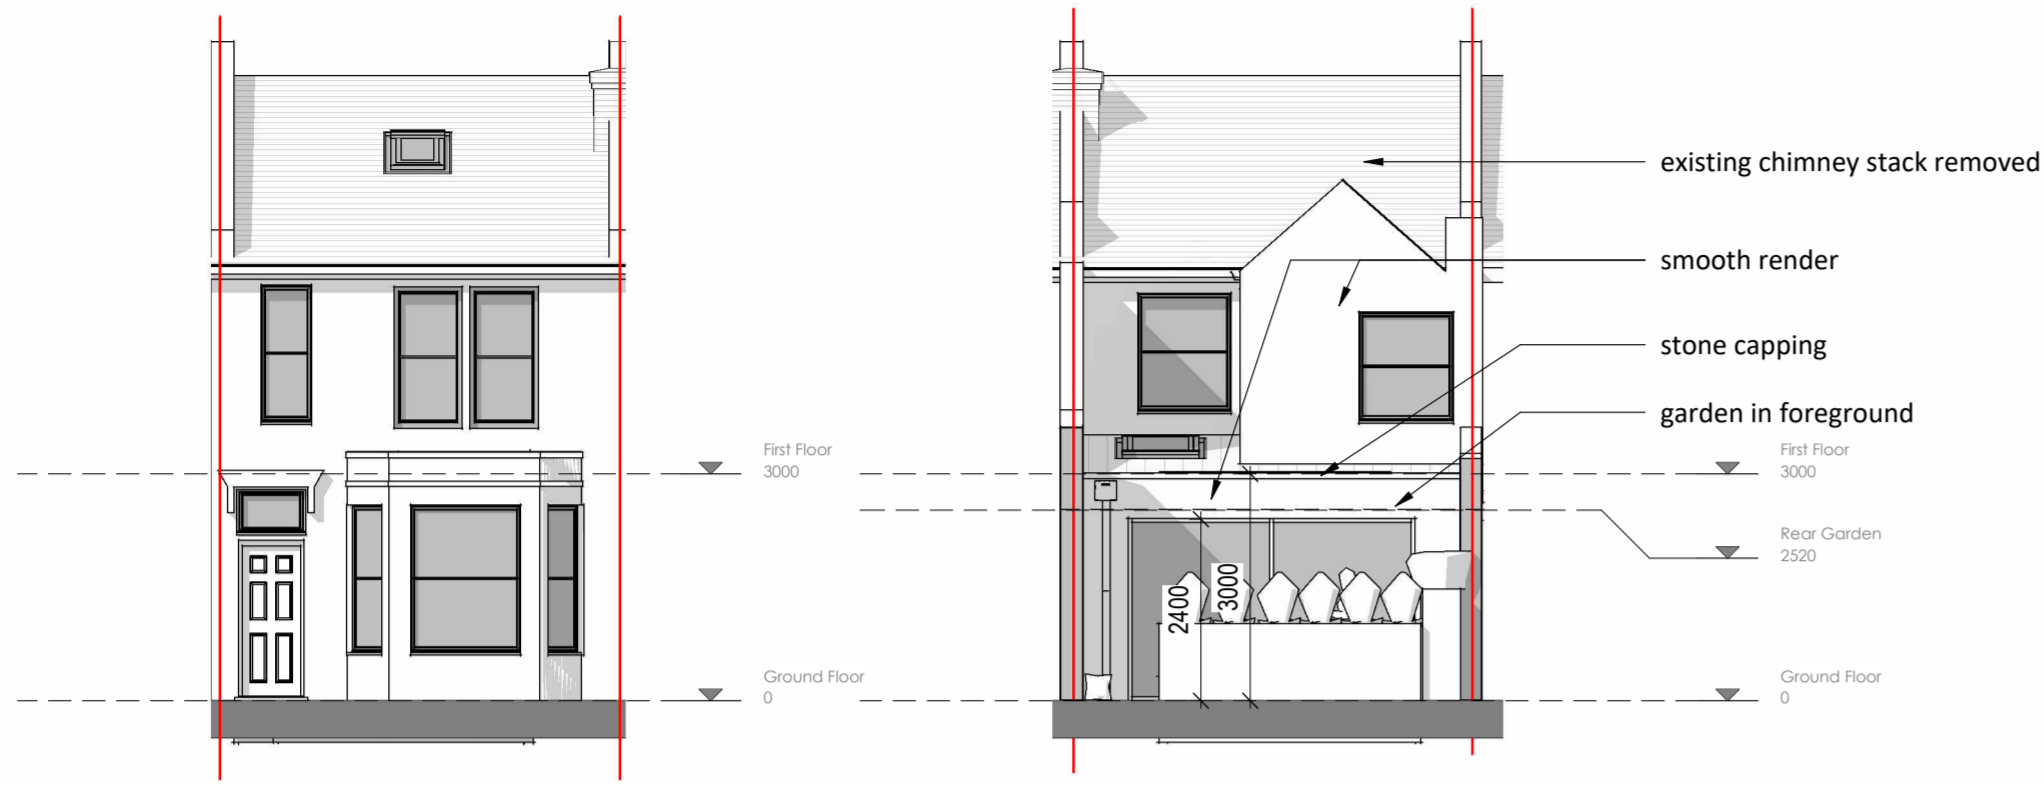 existing chimney stack removed
smooth render
stone capping
garden in foreground
First Floor
3000
First Floor
3000
Rear Garden
2520
2400
3000
Ground Floor
0
Ground Floor
0